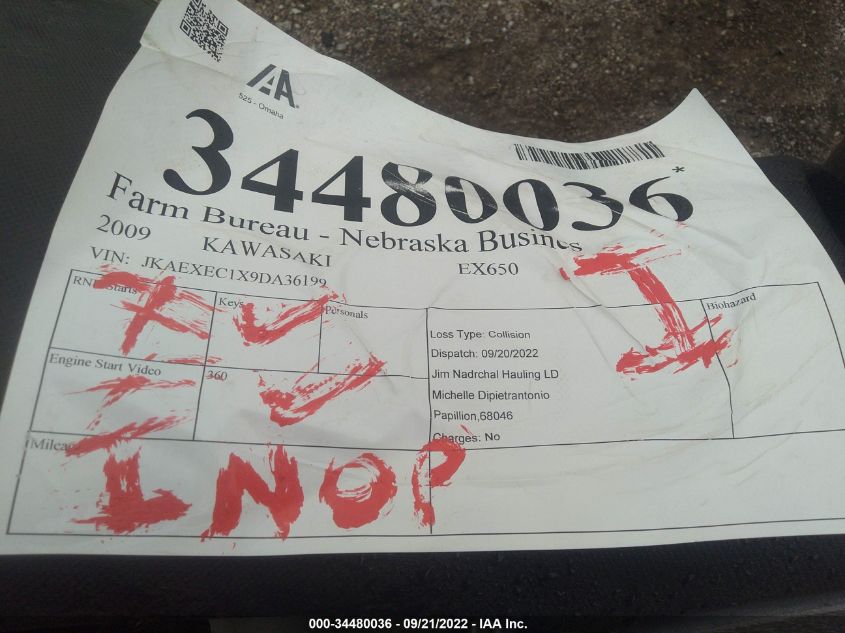 IAA
525 - Omaha
34480036*
Farm Bureau - Nebraska Busines
2009 KAWASAKI EX650
VIN: JKAEXEC1X9DA36199
I
Starts
Keys
Personals
Biohazard
Loss Type: Collision
Dispatch: 09/20/2022
Jim Nadrchal Hauling LD
Michelle Dipietrantonio
Papillion,68046
Charges: No
Engine Start Video
360
INOP
000-34480036 - 09/21/2022 - IAA Inc.